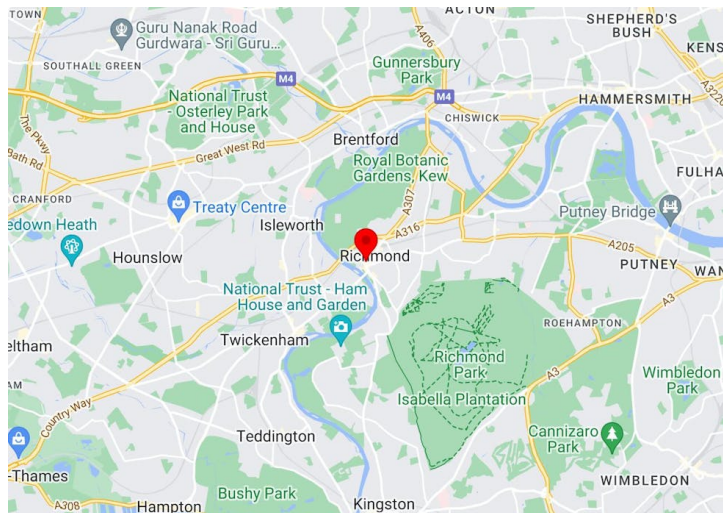 TOWN
Guru Nanak Road
Gurdwara - Sri Guru...
ACTON
SHEPHERD'S
BUSH
A406
KENS
SOUTHALL GREEN
M4
Gunnersbury
Park
The Pkwy
National Trust
- Osterley Park
and House
M4
HAMMERSMITH
A3220
CHISWICK
Bath Rd
Great West Rd
Brentford
Royal Botanic
Gardens, Kew
FULHA
CRANFORD
Treaty Centre
A307
Isleworth
A316
Putney Bridge
edown Heath
Hounslow
Richmond
A205
PUTNEY
WAN
National Trust - Ham
House and Garden
A3
ROEHAMPTON
Twickenham
eltham
Richmond
Park
A3
Wimbledon
Park
AM
Isabella Plantation
Country Way
Teddington
Cannizaro
Park
-Thames
WIMBLEDON
A308
Hampton
Bushy Park
Kingston